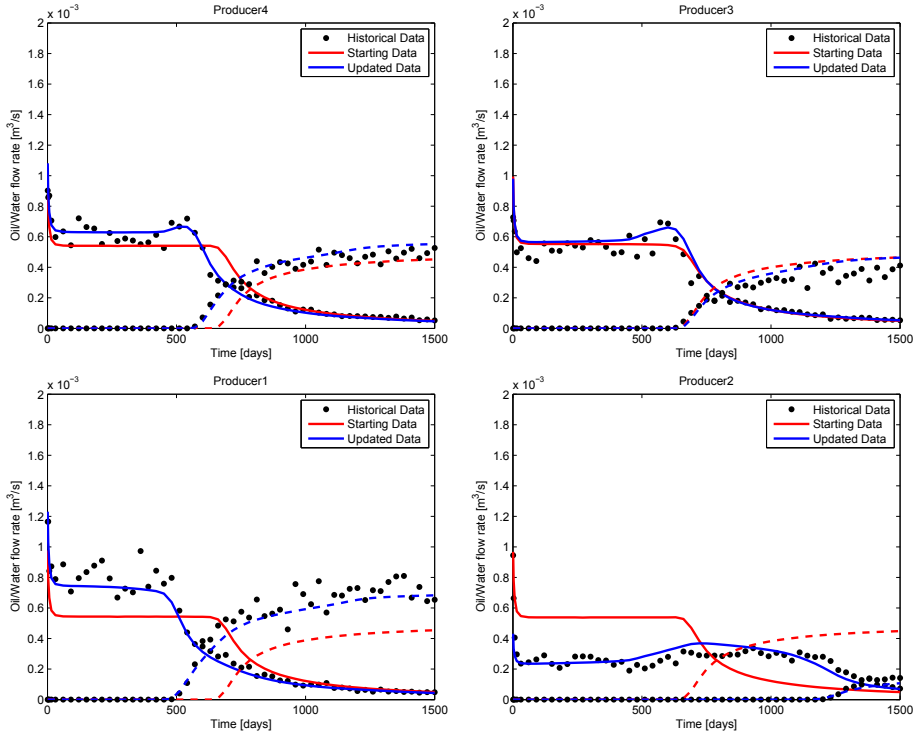 Producer4
x 10⁻³
2
1.8
1.6
1.4
1.2
1
0.8
0.6
0.4
0.2
0
Oil/Water flow rate [m³/s]
Historical Data
Starting Data
Updated Data
0 500 1000 1500
Time [days]
Producer3
x 10⁻³
2
1.8
1.6
1.4
1.2
1
0.8
0.6
0.4
0.2
0
Oil/Water flow rate [m³/s]
Historical Data
Starting Data
Updated Data
0 500 1000 1500
Time [days]
Producer1
x 10⁻³
2
1.8
1.6
1.4
1.2
1
0.8
0.6
0.4
0.2
0
Oil/Water flow rate [m³/s]
Historical Data
Starting Data
Updated Data
0 500 1000 1500
Time [days]
Producer2
x 10⁻³
2
1.8
1.6
1.4
1.2
1
0.8
0.6
0.4
0.2
0
Oil/Water flow rate [m³/s]
Historical Data
Starting Data
Updated Data
0 500 1000 1500
Time [days]